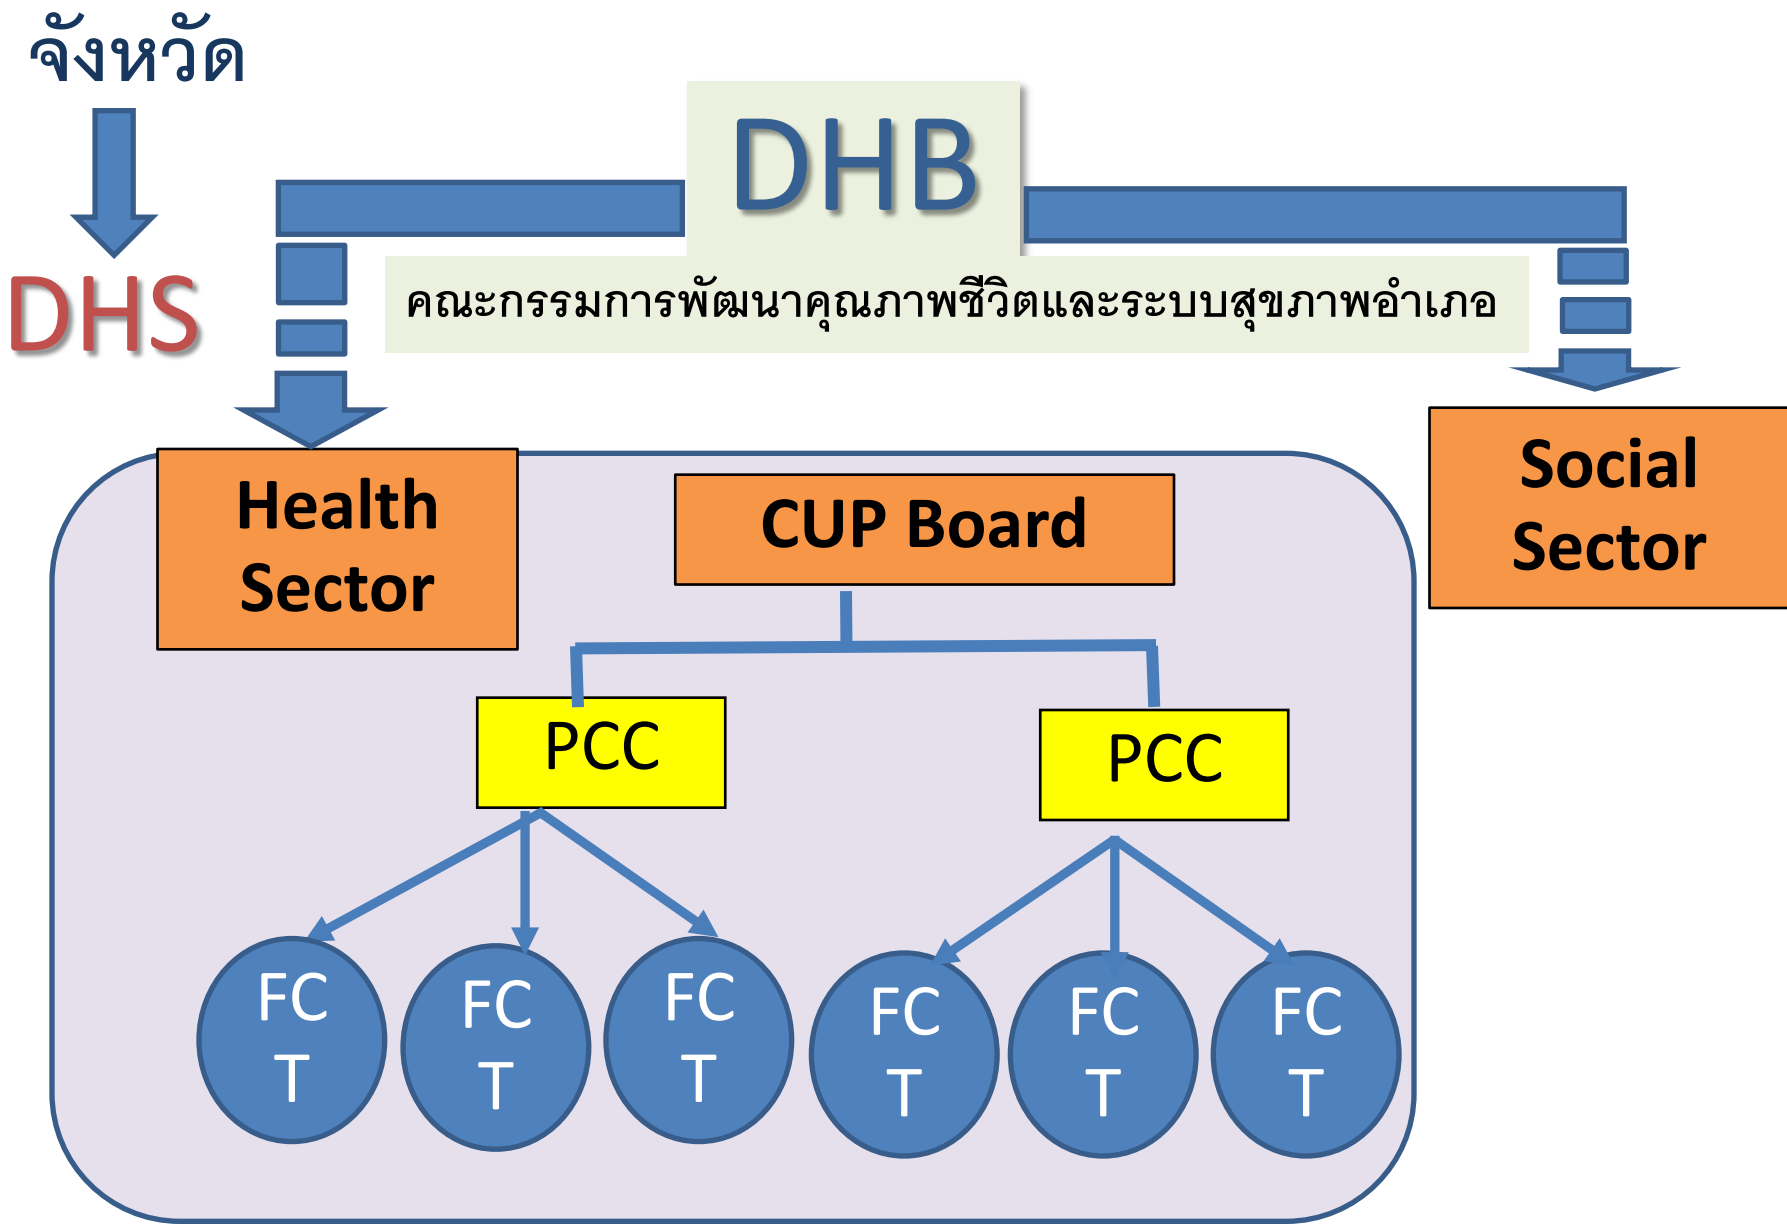 จังหวัด
DHB
DHS
คณะกรรมการพัฒนาคุณภาพชีวิตและระบบสุขภาพอำเภอ
Health
Sector
CUP Board
Social
Sector
PCC
PCC
FC
T
FC
T
FC
T
FC
T
FC
T
FC
T